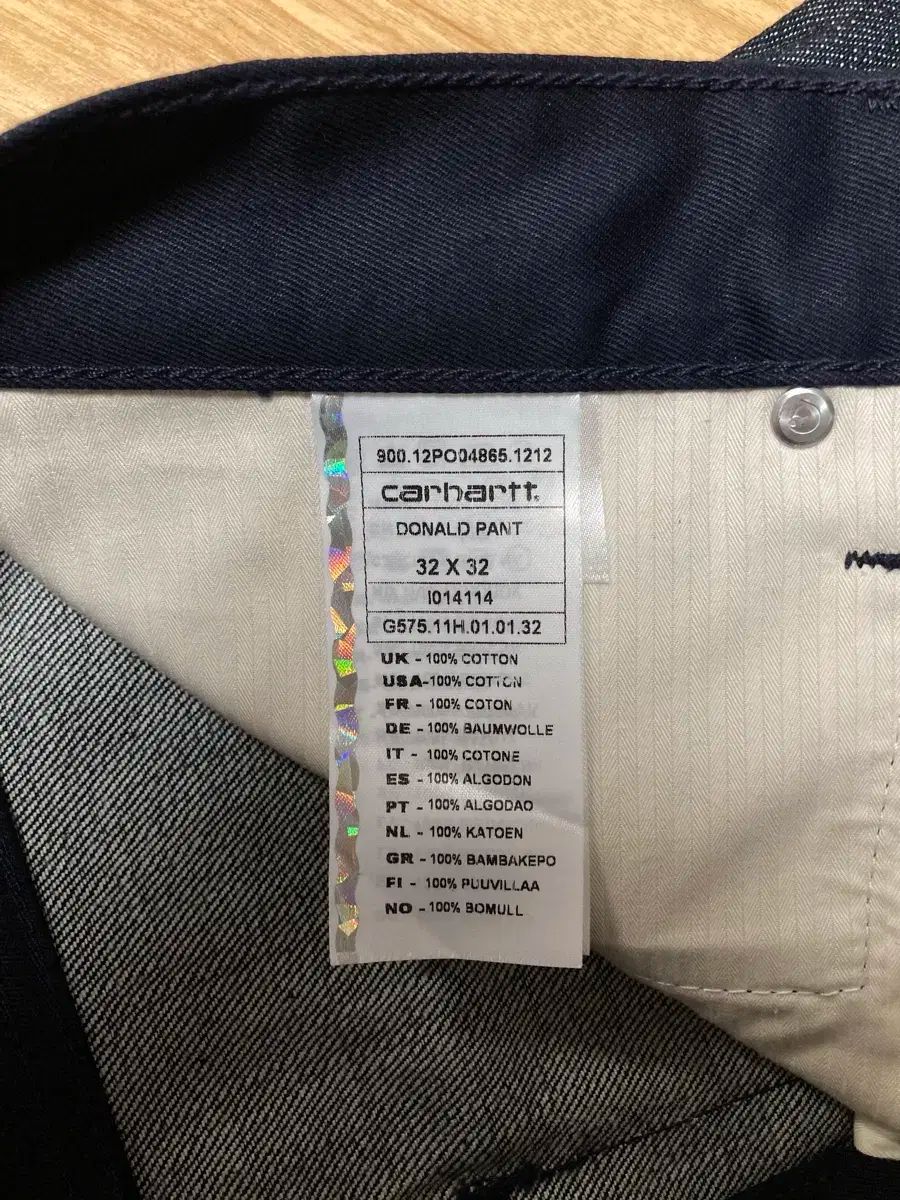 900.12PO04865.1212
carhartt®
DONALD PANT
32 X 32
I014114
G575.11H.01.01.32
UK - 100% COTTON
USA-100% COTTON
FR - 100% COTON
DE - 100% BAUMWOLLE
IT - 100% COTONE
ES - 100% ALGODON
PT - 100% ALGODAO
NL - 100% KATOEN
GR - 100% BAMBAKEPO
FI - 100% PUUVILLAA
NO - 100% BOMULL